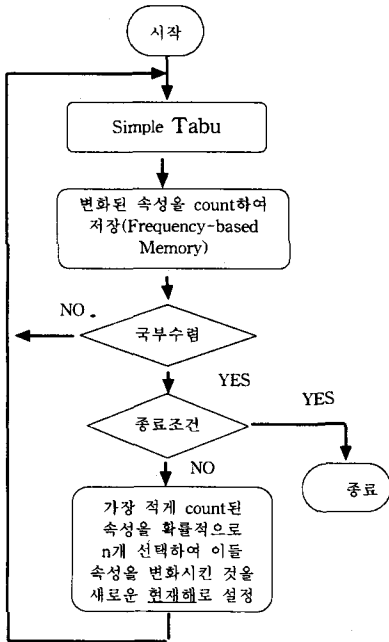 시작
Simple Tabu
변화된 속성을 count하여
저장(Frequency-based
Memory)
NO.
국부수렴
YES
종료조건
YES
종료
NO
가장 적게 count된
속성을 확률적으로
n개 선택하여 이들
속성을 변화시킨 것을
새로운 현재해로 설정